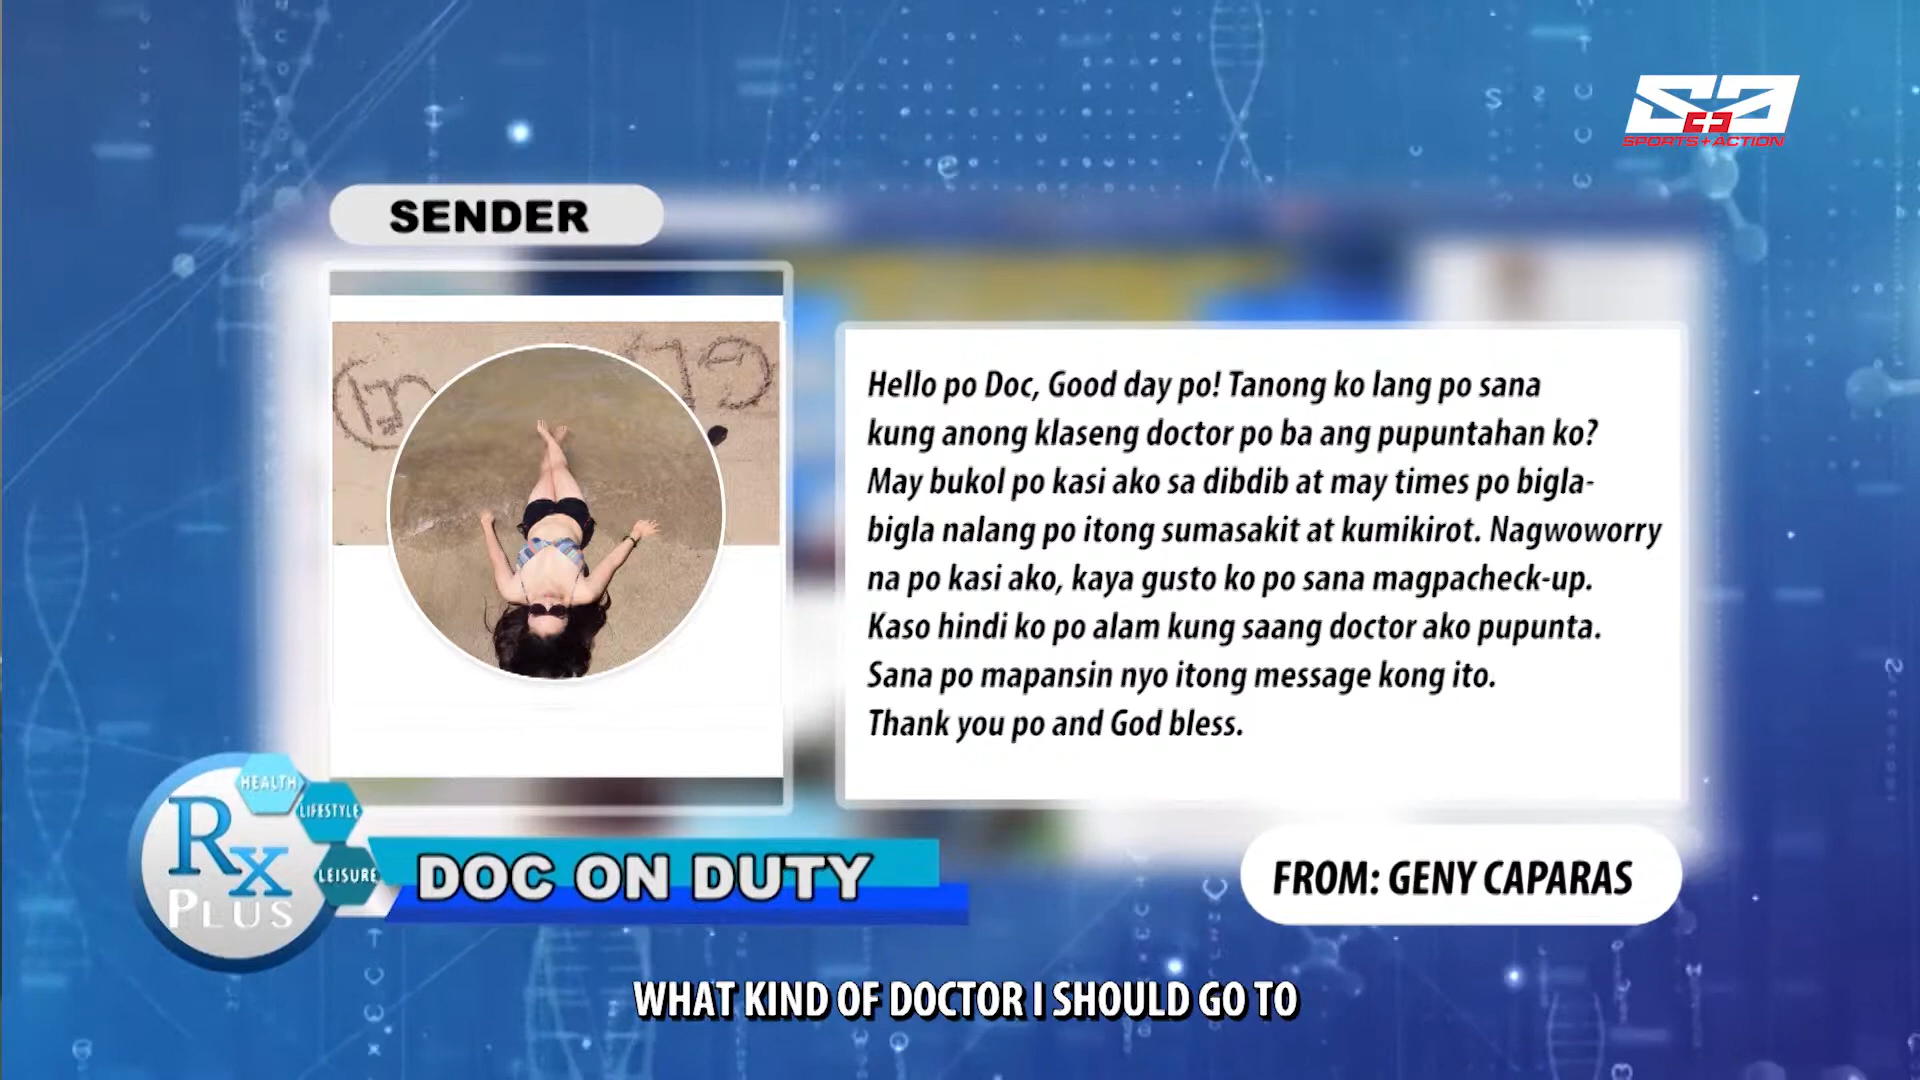 SPORTS+ACTION
SENDER
Hello po Doc, Good day po! Tanong ko lang po sana
kung anong klaseng doctor po ba ang pupuntahan ko?
May bukol po kasi ako sa dibdib at may times po bigla-
bigla nalang po itong sumasakit at kumikirot. Nagwoworry
na po kasi ako, kaya gusto ko po sana magpacheck-up.
Kaso hindi ko po alam kung saang doctor ako pupunta.
Sana po mapansin nyo itong message kong ito.
Thank you po and God bless.
HEALTH
LIFESTYLE
LEISURE
Rx
PLUS
DOC ON DUTY
FROM: GENY CAPARAS
WHAT KIND OF DOCTOR I SHOULD GO TO